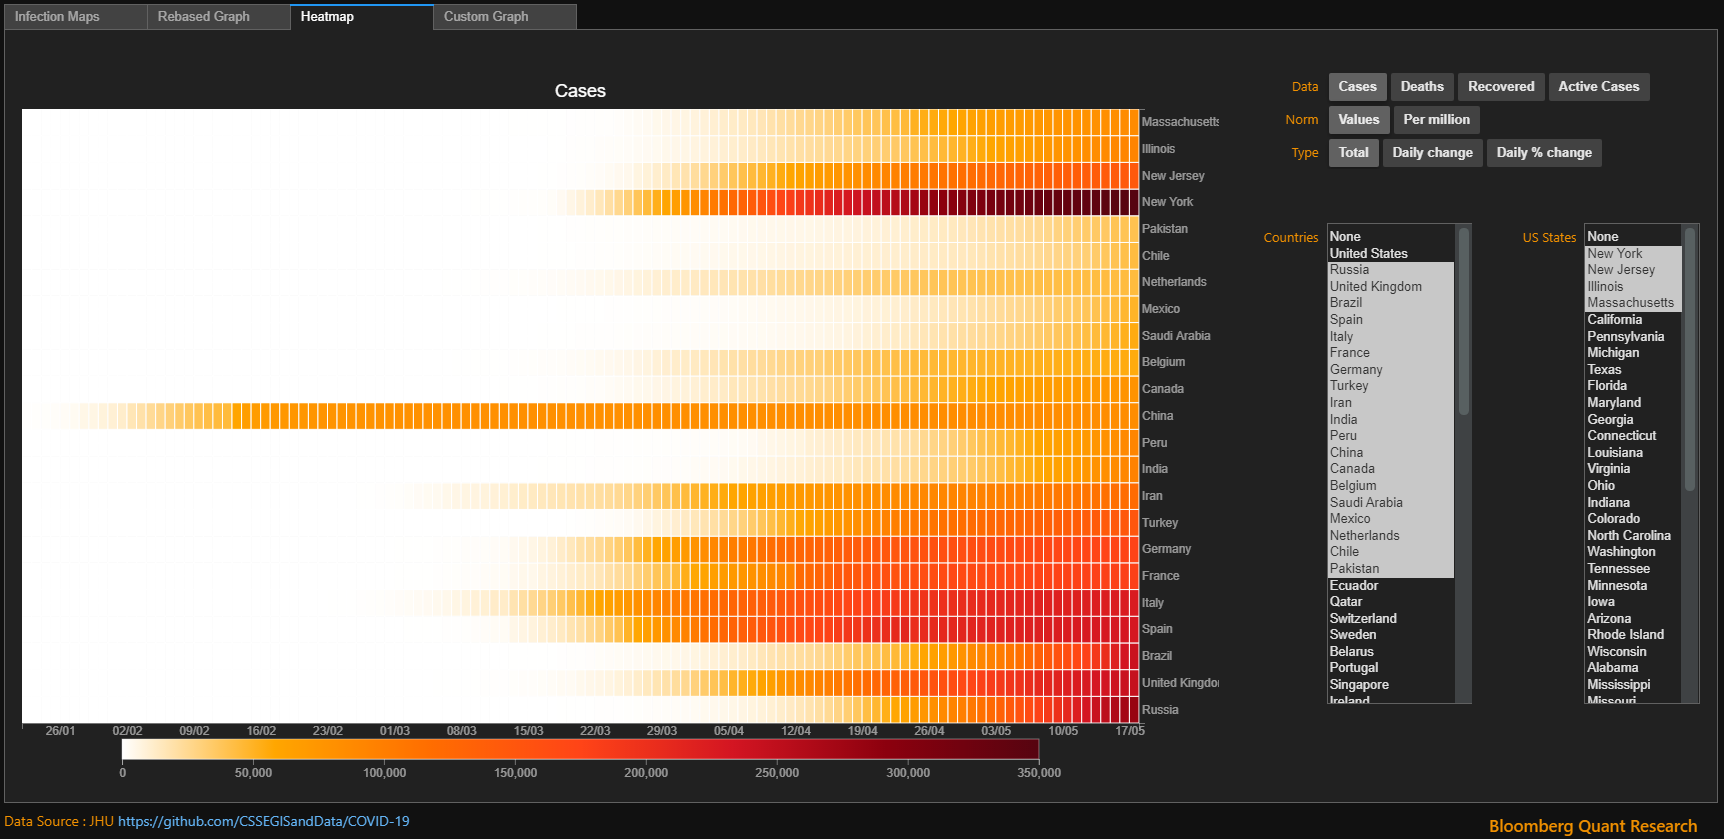 Infection Maps
Rebased Graph
Heatmap
Custom Graph
Cases
Massachusetts
Illinois
New Jersey
New York
Pakistan
Chile
Netherlands
Mexico
Saudi Arabia
Belgium
Canada
China
Peru
India
Iran
Turkey
Germany
France
Italy
Spain
Brazil
United Kingdo
Russia
26/01 02/02 09/02 16/02 23/02 01/03 08/03 15/03 22/03 29/03 05/04 12/04 19/04 26/04 03/05 10/05 17/05
0 50,000 100,000 150,000 200,000 250,000 300,000 350,000
Data Cases Deaths Recovered Active Cases
Norm Values Per million
Type Total Daily change Daily % change
Countries
None
United States
Russia
United Kingdom
Brazil
Spain
Italy
France
Germany
Turkey
Iran
India
Peru
China
Canada
Belgium
Saudi Arabia
Mexico
Netherlands
Chile
Pakistan
Ecuador
Qatar
Switzerland
Sweden
Belarus
Portugal
Singapore
Ireland
US States
None
New York
New Jersey
Illinois
Massachusetts
California
Pennsylvania
Michigan
Texas
Florida
Maryland
Georgia
Connecticut
Louisiana
Virginia
Ohio
Indiana
Colorado
North Carolina
Washington
Tennessee
Minnesota
Iowa
Arizona
Rhode Island
Wisconsin
Alabama
Mississippi
Missouri
Data Source : JHU https://github.com/CSSEGISandData/COVID-19
Bloomberg Quant Research